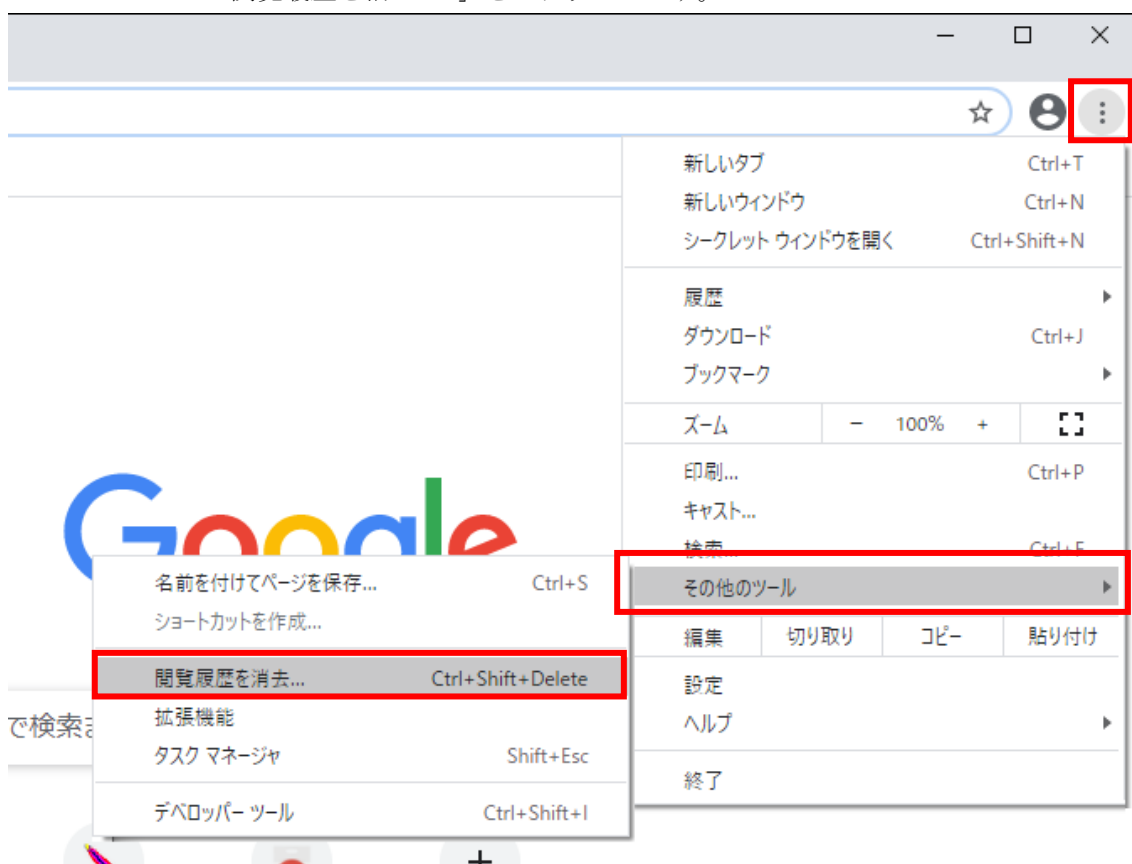 新しいタブ Ctrl+T
新しいウィンドウ Ctrl+N
シークレット ウィンドウを開く Ctrl+Shift+N
履歴
ダウンロード Ctrl+J
ブックマーク
ズーム － 100% +
印刷... Ctrl+P
キャスト...
検索... Ctrl+F
その他のツール
編集 切り取り コピー 貼り付け
設定
ヘルプ
終了
Google
名前を付けてページを保存... Ctrl+S
ショートカットを作成...
閲覧履歴を消去... Ctrl+Shift+Delete
拡張機能
タスク マネージャ Shift+Esc
デベロッパー ツール Ctrl+Shift+I
で検索